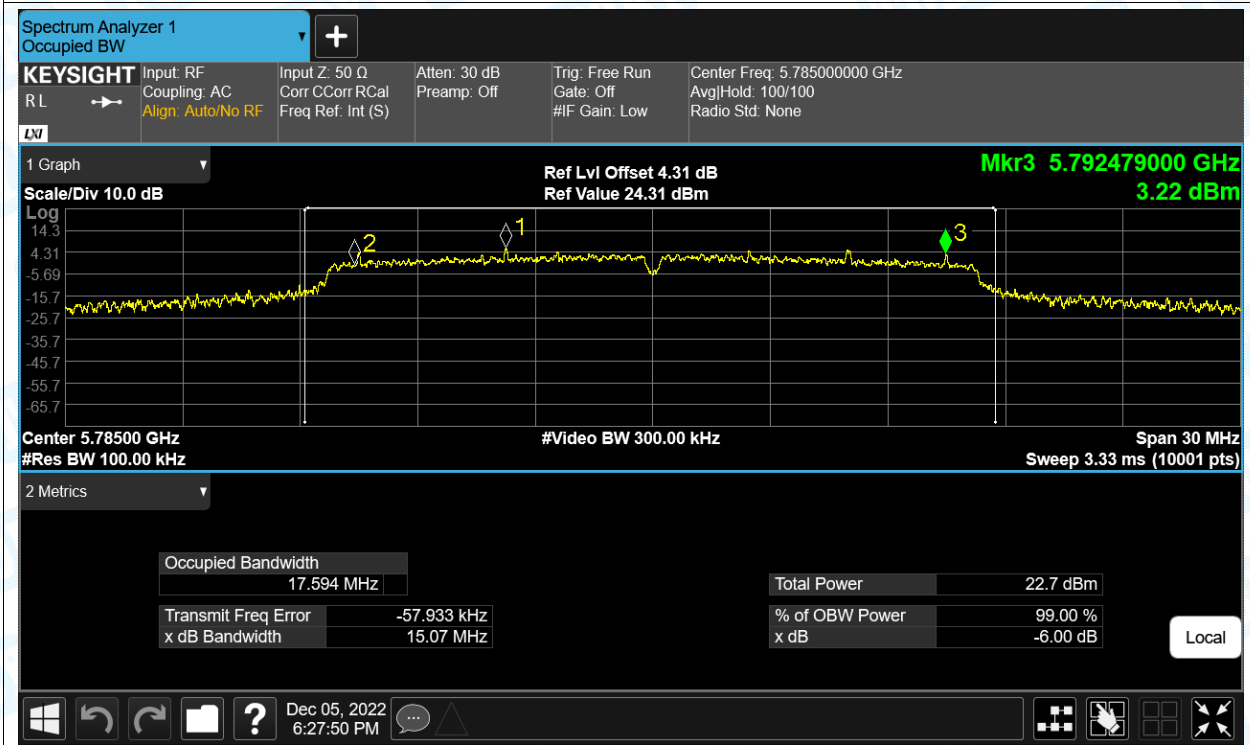 Spectrum Analyzer 1
Occupied BW
KEYSIGHT
R L
LXI
Input: RF
Coupling: AC
Align: Auto/No RF
Input Z: 50 Ω
Corr CCorr RCal
Freq Ref: Int (S)
Atten: 30 dB
Preamp: Off
Trig: Free Run
Gate: Off
#IF Gain: Low
Center Freq: 5.785000000 GHz
Avg|Hold: 100/100
Radio Std: None
1 Graph
Scale/Div 10.0 dB
Ref Lvl Offset 4.31 dB
Ref Value 24.31 dBm
Mkr3 5.792479000 GHz
3.22 dBm
Log
14.3
4.31
-5.69
-15.7
-25.7
-35.7
-45.7
-55.7
-65.7
2
1
3
Center 5.78500 GHz
#Res BW 100.00 kHz
#Video BW 300.00 kHz
Span 30 MHz
Sweep 3.33 ms (10001 pts)
2 Metrics
Occupied Bandwidth
17.594 MHz
Transmit Freq Error -57.933 kHz
x dB Bandwidth 15.07 MHz
Total Power 22.7 dBm
% of OBW Power 99.00 %
x dB -6.00 dB
Local
Dec 05, 2022
6:27:50 PM